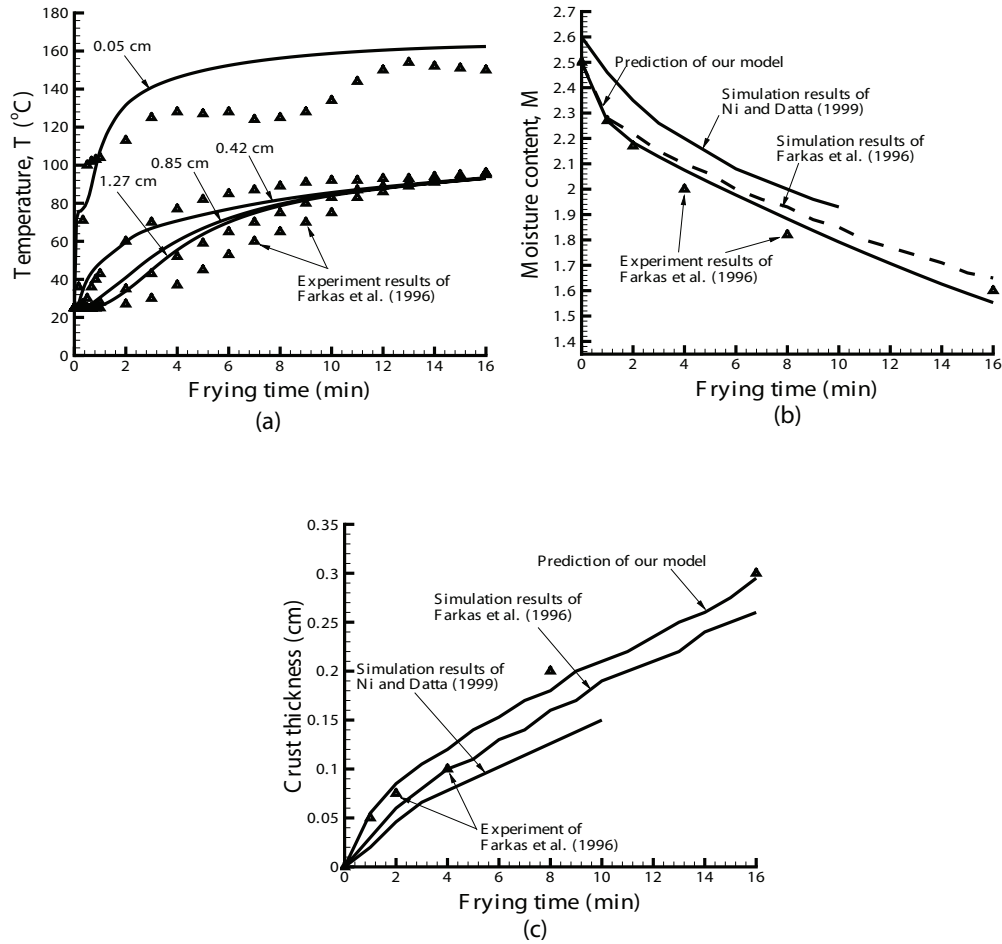 180
160
140
120
100
80
60
40
20
0
Temperature, T (°C)
0.05 cm
0.42 cm
0.85 cm
1.27 cm
Experiment results of
Farkas et al. (1996)
0 2 4 6 8 10 12 14 16
Frying time (min)
(a)
2.7
2.6
2.5
2.4
2.3
2.2
2.1
2
1.9
1.8
1.7
1.6
1.5
1.4
Moisture content, M
Prediction of our model
Simulation results
of Ni and Datta (1999)
Simulation results of
Farkas et al. (1996)
Experiment results of
Farkas et al. (1996)
0 2 4 6 8 10 12 14 16
Frying time (min)
(b)
0.35
0.3
0.25
0.2
0.15
0.1
0.05
0
Crust thickness (cm)
Prediction of our model
Simulation results of
Farkas et al. (1996)
Simulation results of
Ni and Datta (1999)
Experiment of
Farkas et al. (1996)
0 2 4 6 8 10 12 14 16
Frying time (min)
(c)